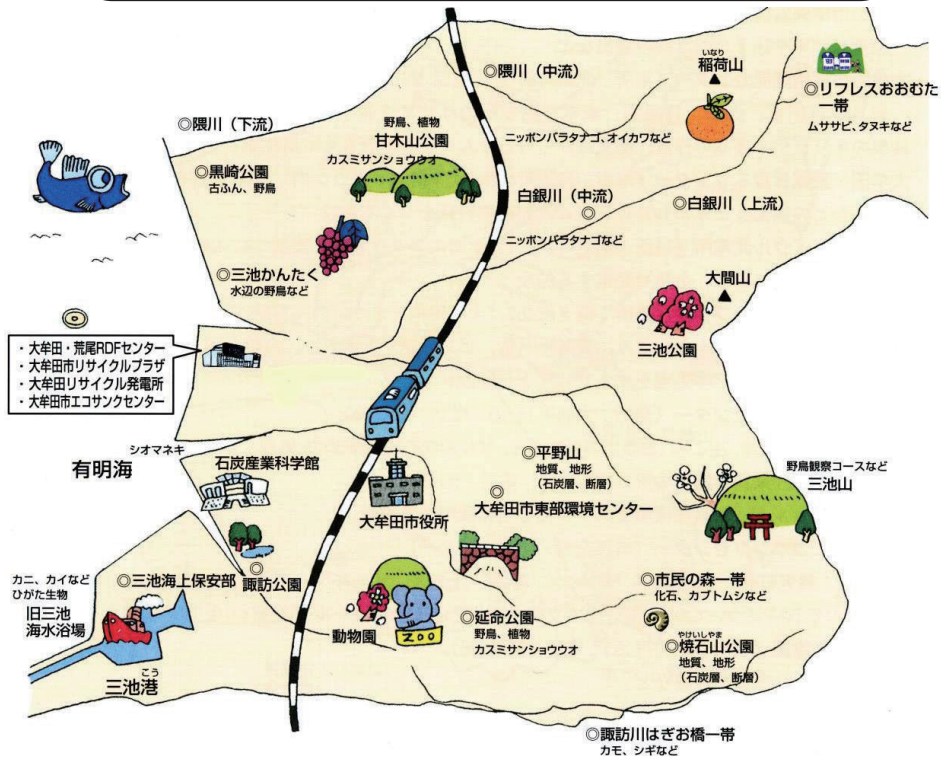 ◎隈川（中流）
いなり
稲荷山
◎リフレスおおむた
一帯
ムササビ、タヌキなど
◎隈川（下流）
野鳥、植物
甘木山公園
カスミサンショウウオ
ニッポンバラタナゴ、オイカワなど
◎黒崎公園
古ふん、野鳥
白銀川（中流）
◎
◎白銀川（上流）
ニッポンバラタナゴなど
◎三池かんたく
水辺の野鳥など
大間山
三池公園
・大牟田・荒尾RDFセンター
・大牟田市リサイクルプラザ
・大牟田リサイクル発電所
・大牟田市エコサンクセンター
シオマネキ
有明海
石炭産業科学館
◎平野山
地質、地形
（石炭層、断層）
野鳥観察コースなど
三池山
大牟田市役所
◎
大牟田市東部環境センター
カニ、カイなど
ひがた生物
旧三池
海水浴場
◎三池海上保安部
◎
諏訪公園
◎市民の森一帯
化石、カブトムシなど
動物園
ZOO
◎延命公園
野鳥、植物
カスミサンショウウオ
やけいしやま
◎焼石山公園
地質、地形
（石炭層、断層）
こう
三池港
◎諏訪川はぎお橋一帯
カモ、シギなど